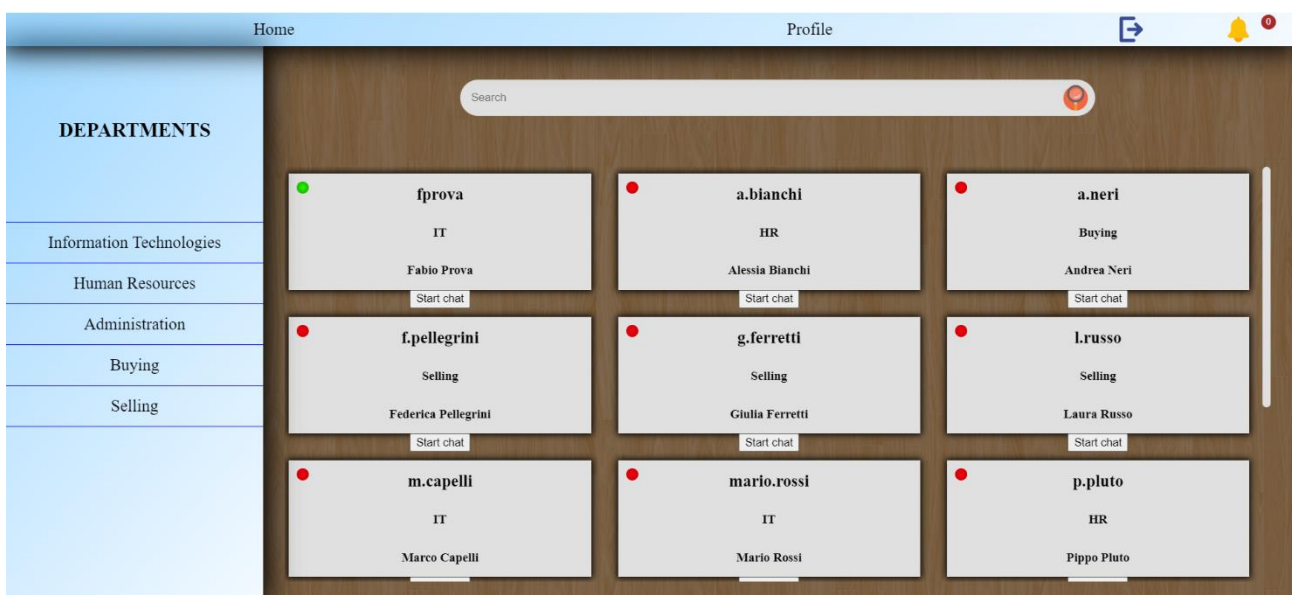 Home
Profile
0
DEPARTMENTS
Information Technologies
Human Resources
Administration
Buying
Selling
Search
fprova
IT
Fabio Prova
Start chat
a.bianchi
HR
Alessia Bianchi
Start chat
a.neri
Buying
Andrea Neri
Start chat
f.pellegrini
Selling
Federica Pellegrini
Start chat
g.ferretti
Selling
Giulia Ferretti
Start chat
l.russo
Selling
Laura Russo
Start chat
m.capelli
IT
Marco Capelli
mario.rossi
IT
Mario Rossi
p.pluto
HR
Pippo Pluto